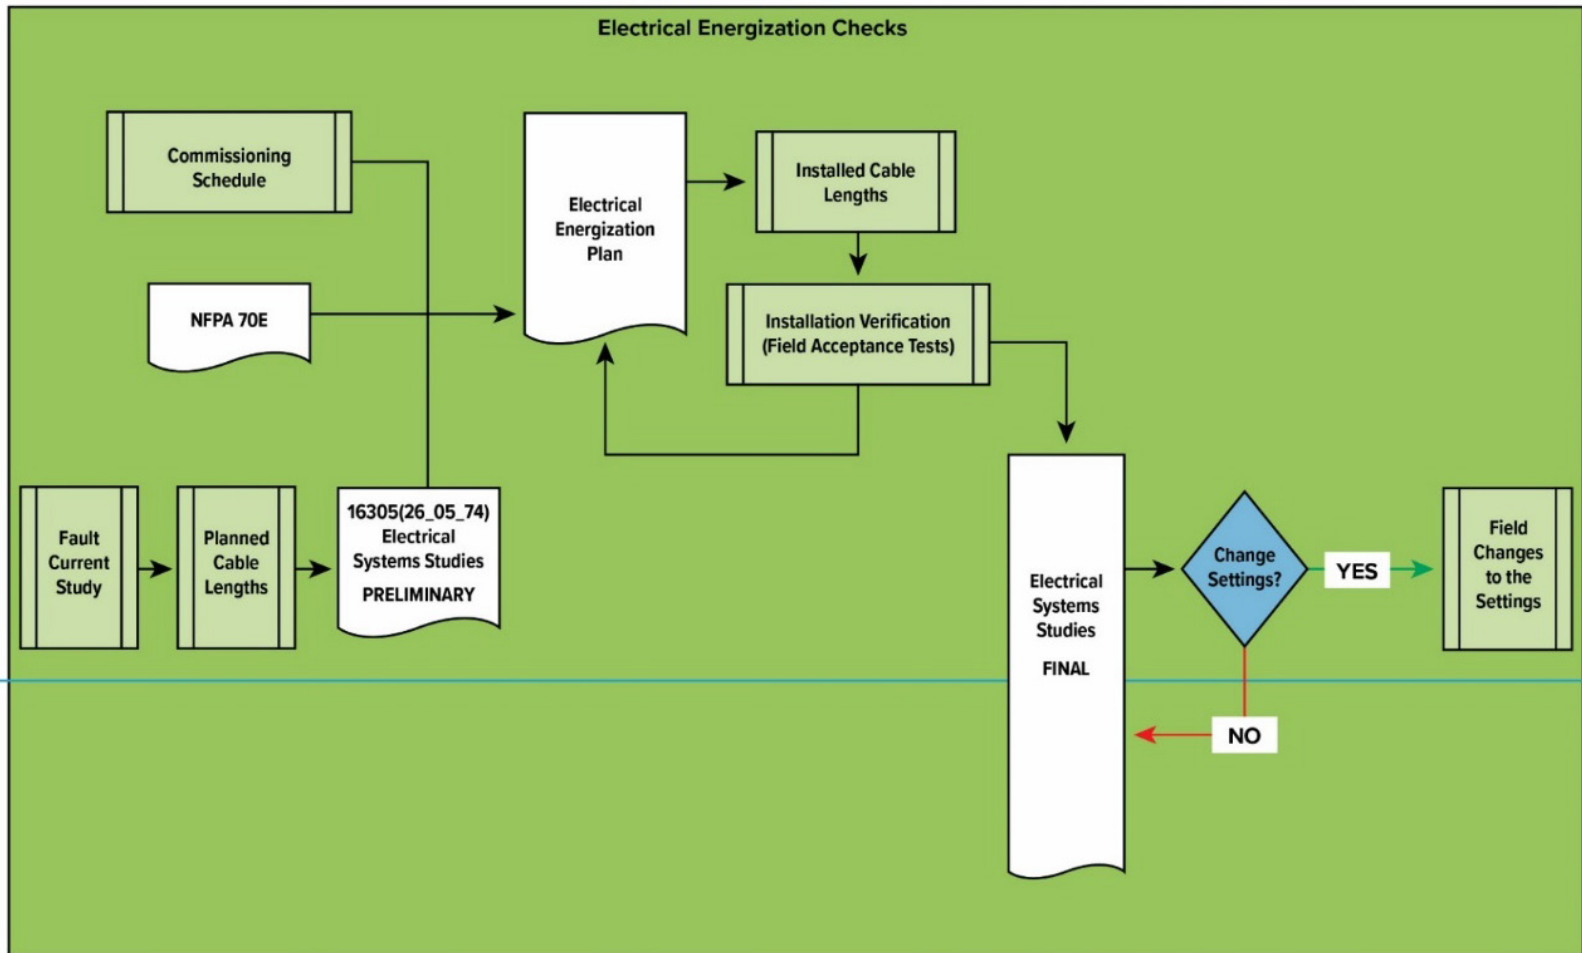 Electrical Energization Checks
Commissioning
Schedule
Electrical
Energization
Plan
Installed Cable
Lengths
NFPA 70E
Installation Verification
(Field Acceptance Tests)
Fault
Current
Study
Planned
Cable
Lengths
16305(26_05_74)
Electrical
Systems Studies
PRELIMINARY
Electrical
Systems
Studies
FINAL
Change
Settings?
YES
Field
Changes
to the
Settings
NO